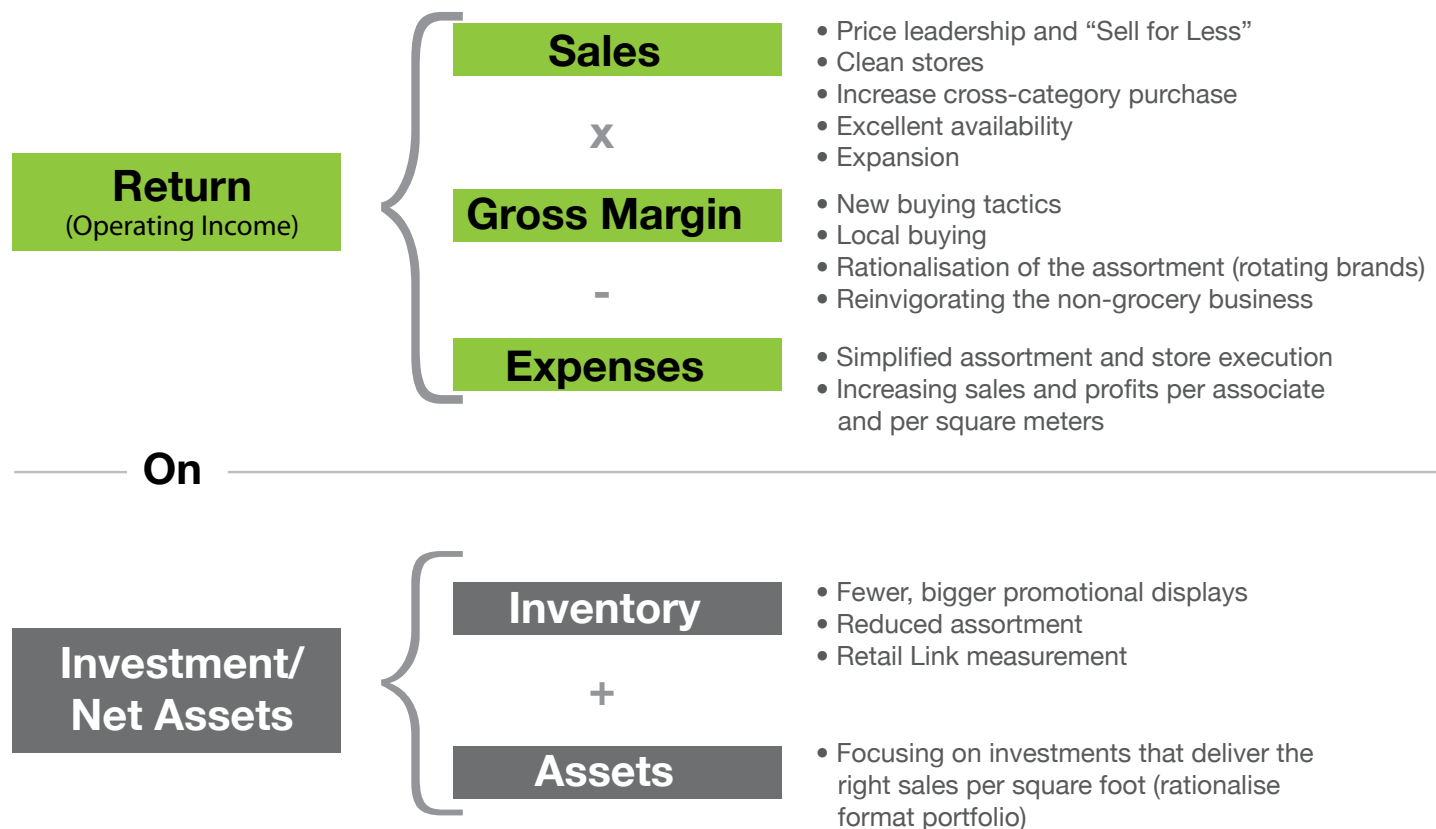 Return
(Operating Income)
Sales
• Price leadership and “Sell for Less”
• Clean stores
• Increase cross-category purchase
• Excellent availability
• Expansion
x
Gross Margin
• New buying tactics
• Local buying
• Rationalisation of the assortment (rotating brands)
• Reinvigorating the non-grocery business
-
Expenses
• Simplified assortment and store execution
• Increasing sales and profits per associate
and per square meters
On
Investment/
Net Assets
Inventory
• Fewer, bigger promotional displays
• Reduced assortment
• Retail Link measurement
+
Assets
• Focusing on investments that deliver the
right sales per square foot (rationalise
format portfolio)